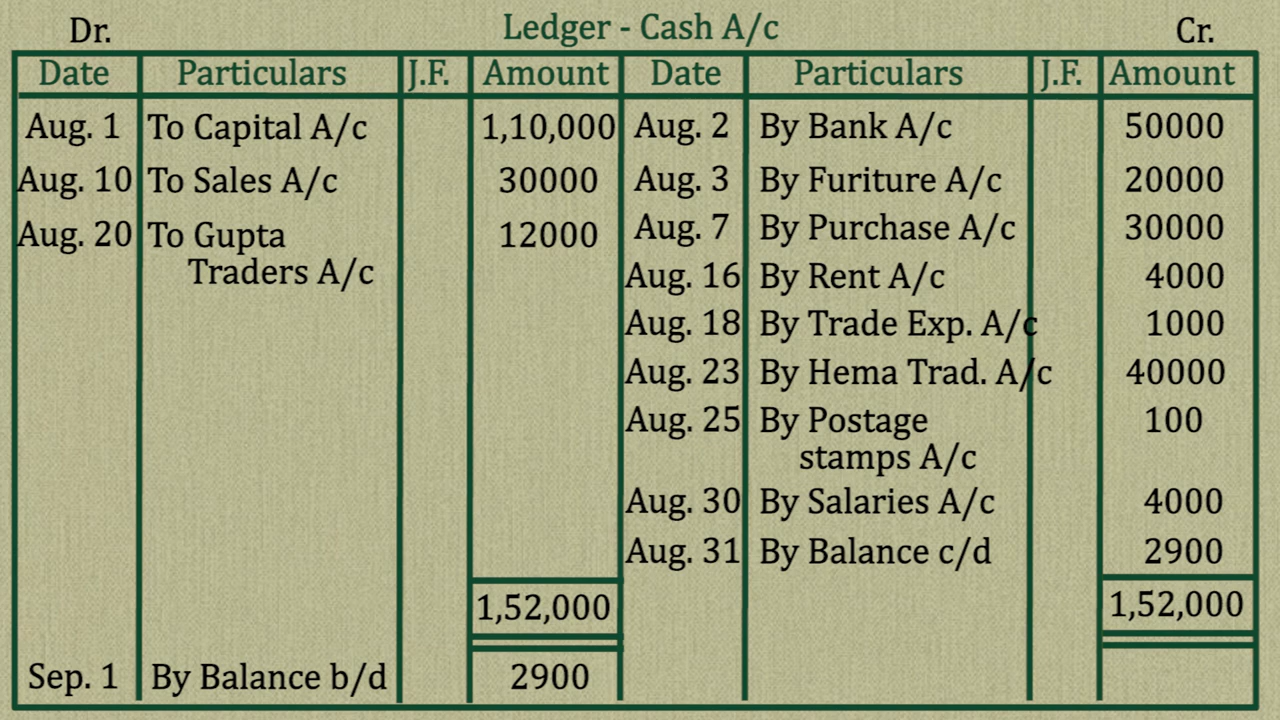 Dr. Ledger - Cash A/c Cr.
Date Particulars J.F. Amount Date Particulars J.F. Amount
Aug. 1 To Capital A/c 1,10,000 Aug. 2 By Bank A/c 50000
Aug. 10 To Sales A/c 30000 Aug. 3 By Furiture A/c 20000
Aug. 20 To Gupta 12000 Aug. 7 By Purchase A/c 30000
Traders A/c Aug. 16 By Rent A/c 4000
Aug. 18 By Trade Exp. A/c 1000
Aug. 23 By Hema Trad. A/c 40000
Aug. 25 By Postage 100
stamps A/c
Aug. 30 By Salaries A/c 4000
Aug. 31 By Balance c/d 2900
1,52,000 1,52,000
Sep. 1 By Balance b/d 2900